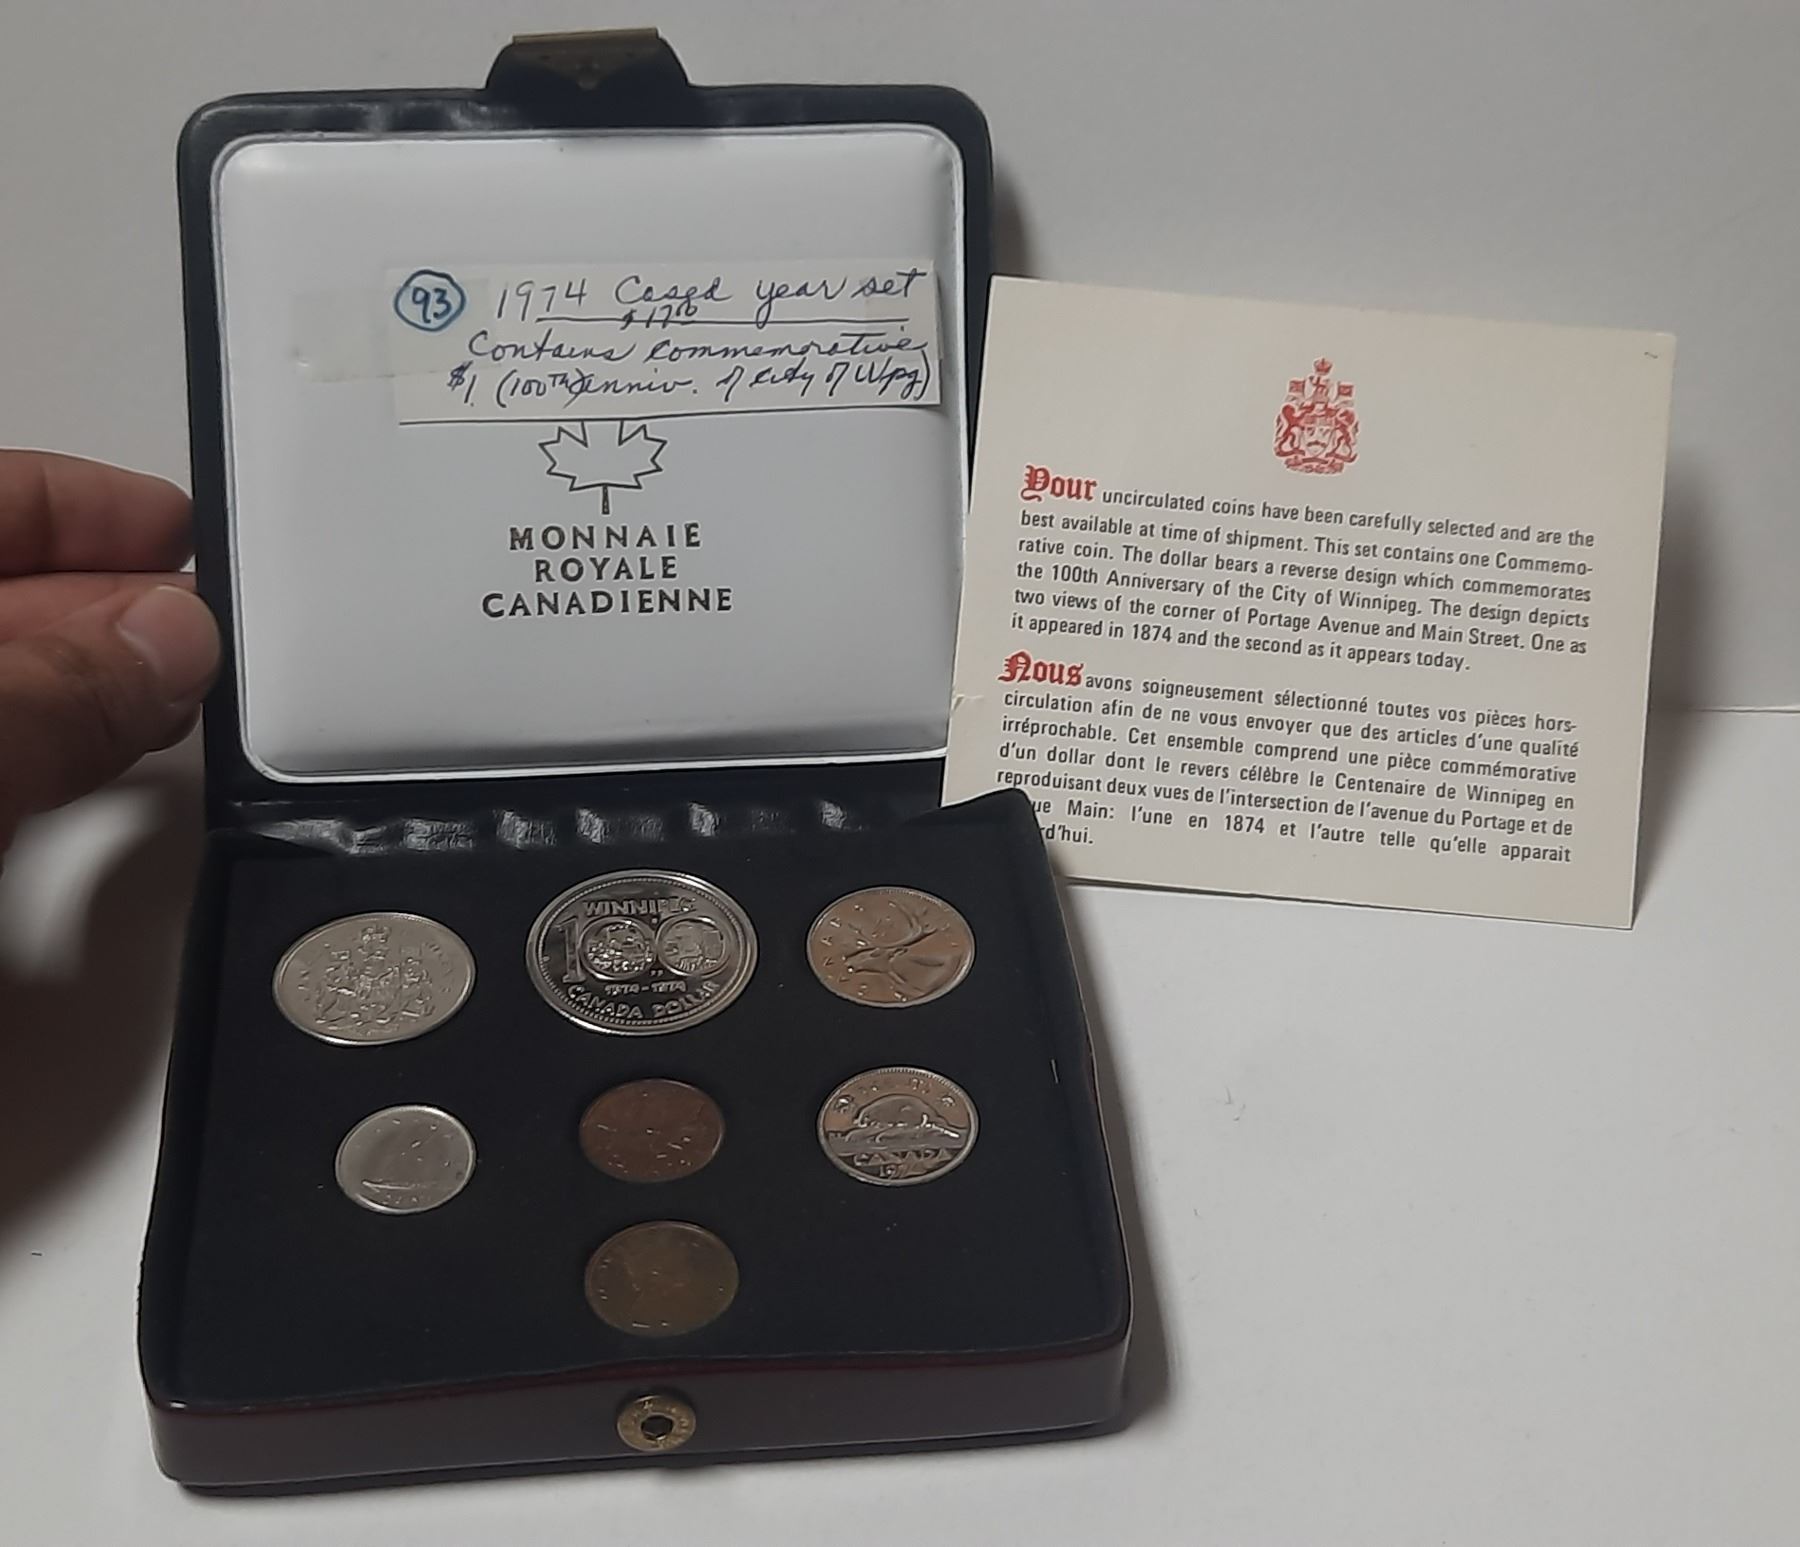 93
1974 Cased year set
$17.00
Contains commemorative
$1 (100TH anniv. of City of Wpg)
MONNAIE
ROYALE
CANADIENNE
Your uncirculated coins have been carefully selected and are the
best available at time of shipment. This set contains one Commemo-
rative coin. The dollar bears a reverse design which commemorates
the 100th Anniversary of the City of Winnipeg. The design depicts
two views of the corner of Portage Avenue and Main Street. One as
it appeared in 1874 and the second as it appears today.
Nous avons soigneusement sélectionné toutes vos pièces hors-
circulation afin de ne vous envoyer que des articles d'une qualité
irréprochable. Cet ensemble comprend une pièce commémorative
d'un dollar dont le revers célèbre le Centenaire de Winnipeg en
reproduisant deux vues de l'intersection de l'avenue du Portage et de
ue Main: l'une en 1874 et l'autre telle qu'elle apparait
rd'hui.
WINNIPEG
100
1874-1974
CANADA DOLLAR
CANADA
CANADA
1974